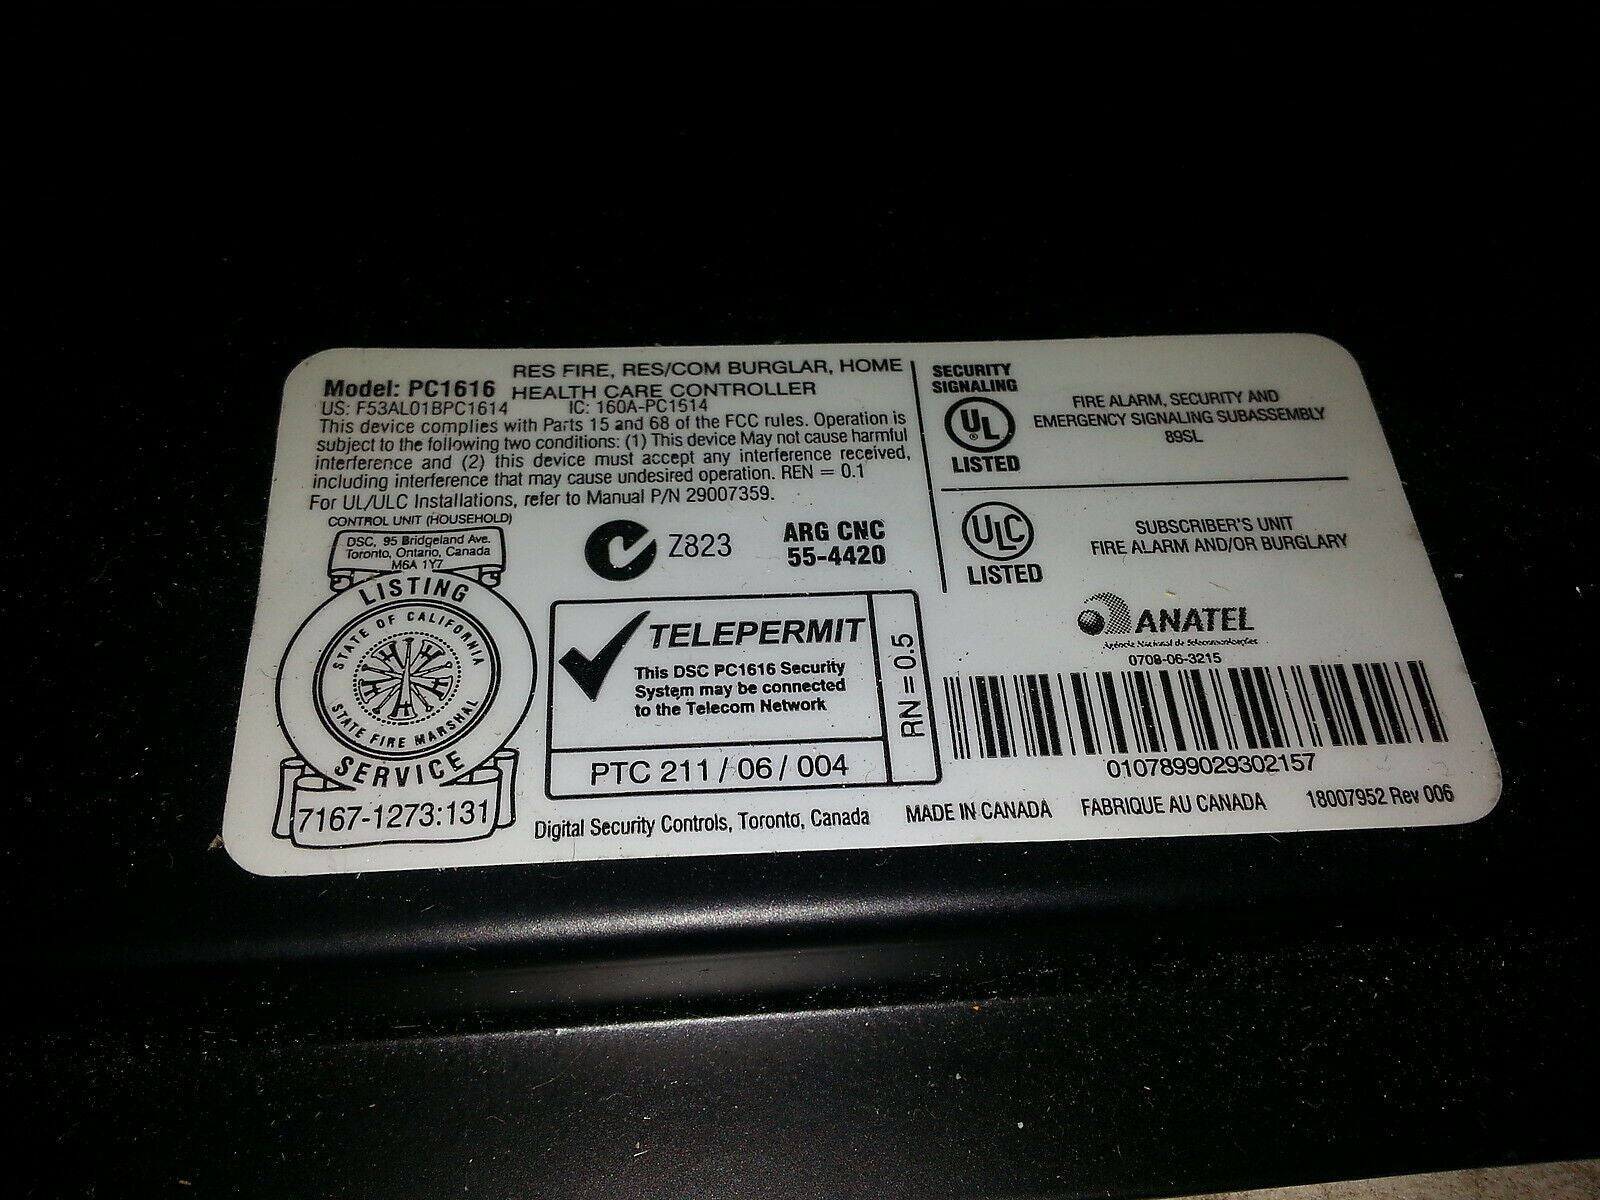 Model: PC1616
RES FIRE, RES/COM BURGLAR, HOME
HEALTH CARE CONTROLLER
US: F53AL01BPC1614 IC: 160A-PC1514
This device complies with Parts 15 and 68 of the FCC rules. Operation is
subject to the following two conditions: (1) This device May not cause harmful
interference and (2) this device must accept any interference received,
including interference that may cause undesired operation. REN = 0.1
For UL/ULC Installations, refer to Manual P/N 29007359.
CONTROL UNIT (HOUSEHOLD)
DSC, 95 Bridgeland Ave.
Toronto, Ontario, Canada
M6A 1Y7
LISTING
STATE OF CALIFORNIA
STATE FIRE MARSHAL
SERVICE
7167-1273:131
Z823
ARG CNC
55-4420
TELEPERMIT
This DSC PC1616 Security
System may be connected
to the Telecom Network
PTC 211 / 06 / 004
RN = 0.5
SECURITY
SIGNALING
UL
®
LISTED
FIRE ALARM, SECURITY AND
EMERGENCY SIGNALING SUBASSEMBLY
89SL
ULC
LISTED
SUBSCRIBER'S UNIT
FIRE ALARM AND/OR BURGLARY
ANATEL
Agência Nacional de Telecomunicações
0708-06-3215
0107899029302157
Digital Security Controls, Toronto, Canada MADE IN CANADA FABRIQUE AU CANADA 18007952 Rev 006